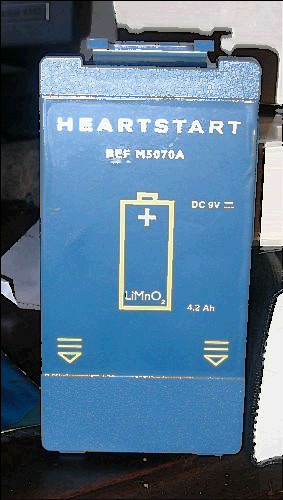 HEARTSTART
REF M5070A
DC 9V
+
LiMnO2
4.2 Ah